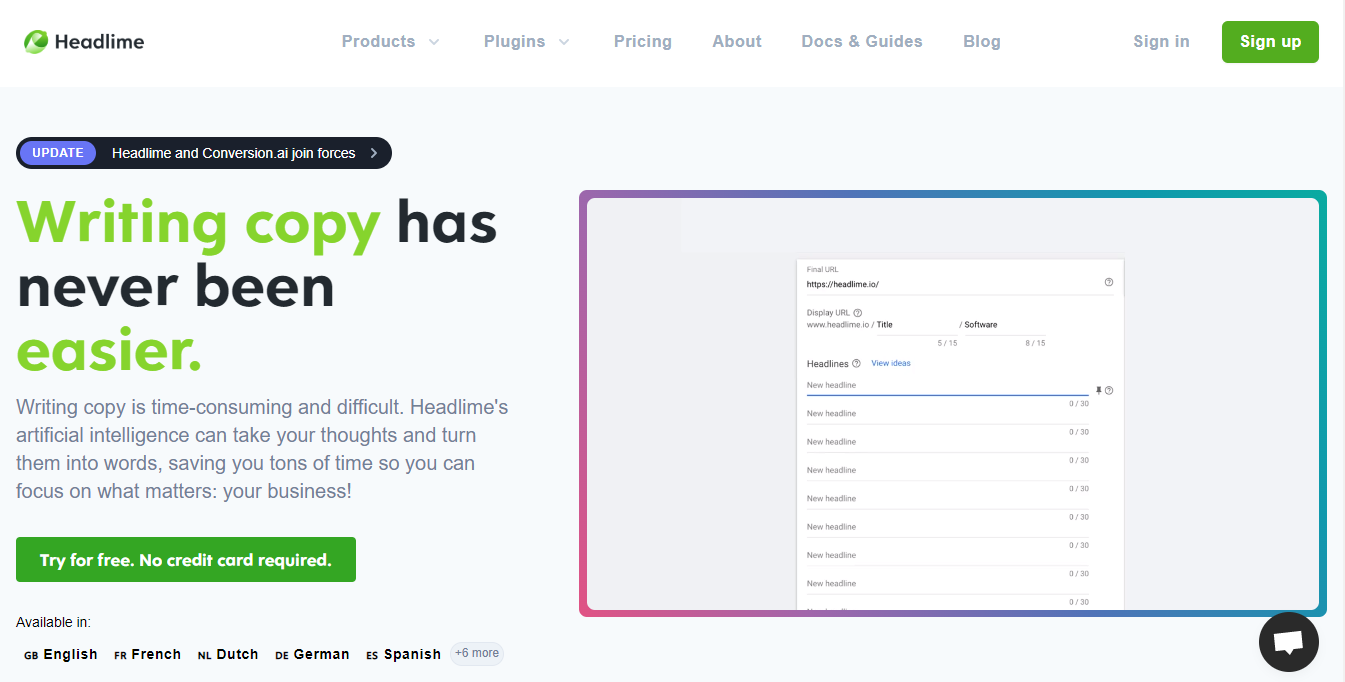 Headlime
Products
Plugins
Pricing
About
Docs & Guides
Blog
Sign in
Sign up
UPDATE Headlime and Conversion.ai join forces
Writing copy has
never been
easier.
Writing copy is time-consuming and difficult. Headlime's
artificial intelligence can take your thoughts and turn
them into words, saving you tons of time so you can
focus on what matters: your business!
Try for free. No credit card required.
Available in:
GB English FR French NL Dutch DE German ES Spanish +6 more
Final URL
https://headlime.io/
Display URL
www.headlime.io / Title / Software
5 / 15 8 / 15
Headlines View ideas
New headline
0 / 30
New headline
0 / 30
New headline
0 / 30
New headline
0 / 30
New headline
0 / 30
New headline
0 / 30
New headline
0 / 30
New headline
0 / 30